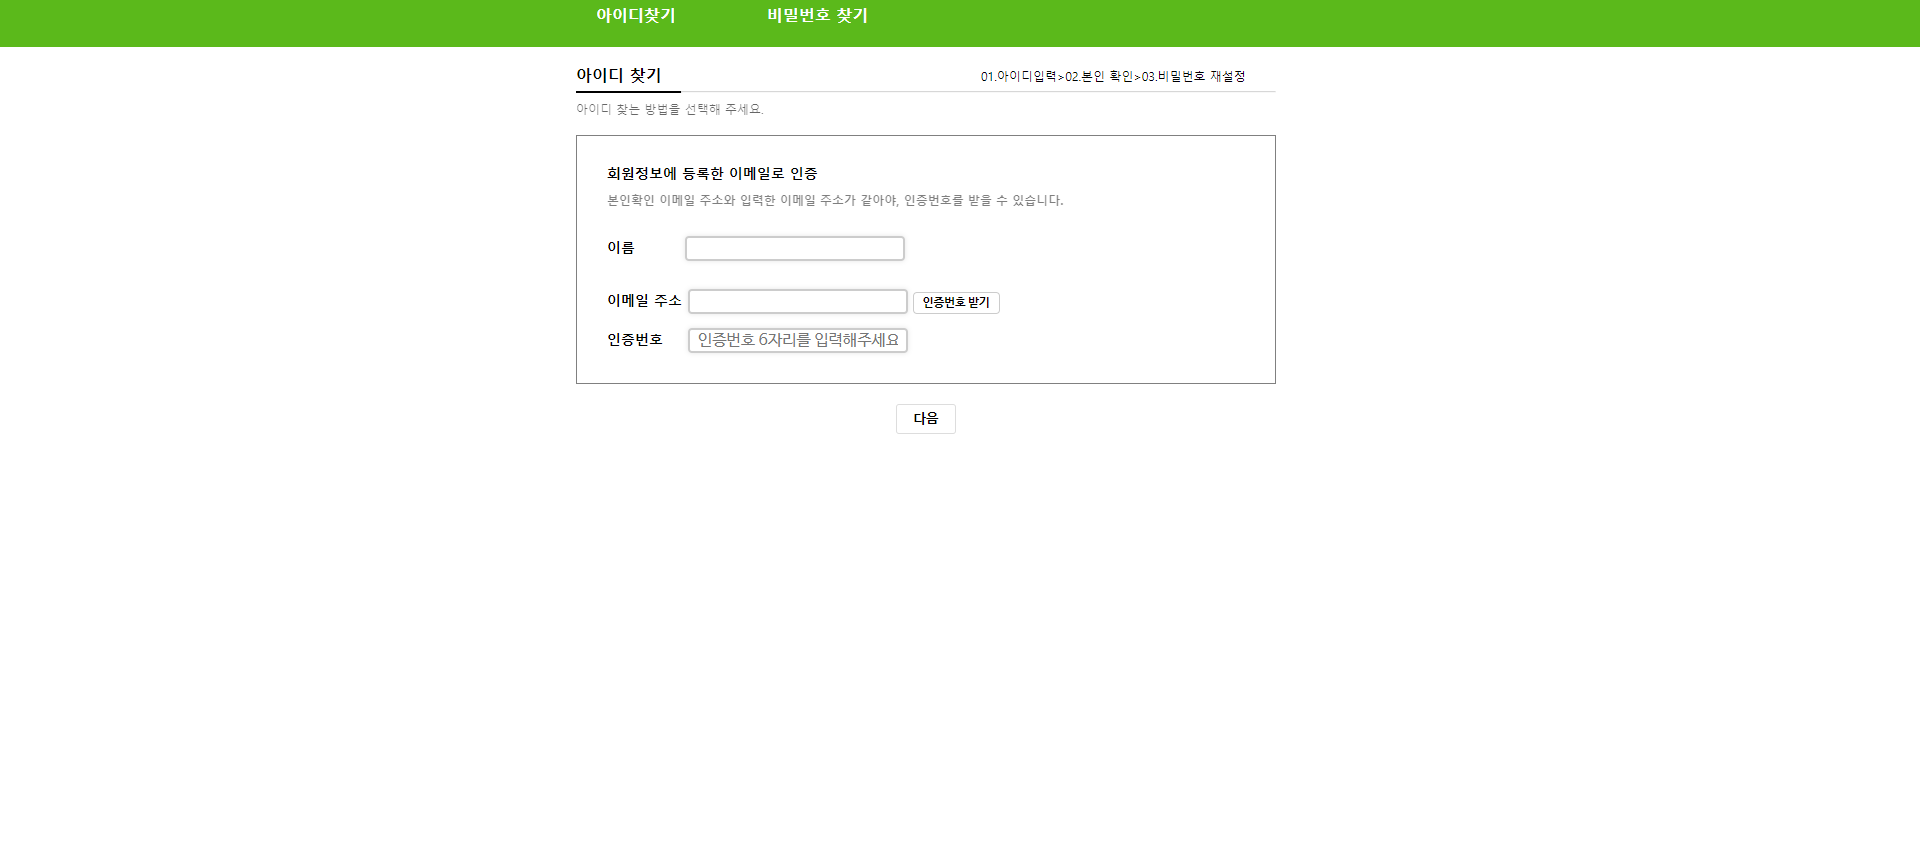 아이디찾기 비밀번호 찾기
아이디 찾기 01.아이디입력>02.본인 확인>03.비밀번호 재설정
아이디 찾는 방법을 선택해 주세요.
회원정보에 등록한 이메일로 인증
본인확인 이메일 주소와 입력한 이메일 주소가 같아야, 인증번호를 받을 수 있습니다.
이름
이메일 주소 인증번호 받기
인증번호 인증번호 6자리를 입력해주세요
다음